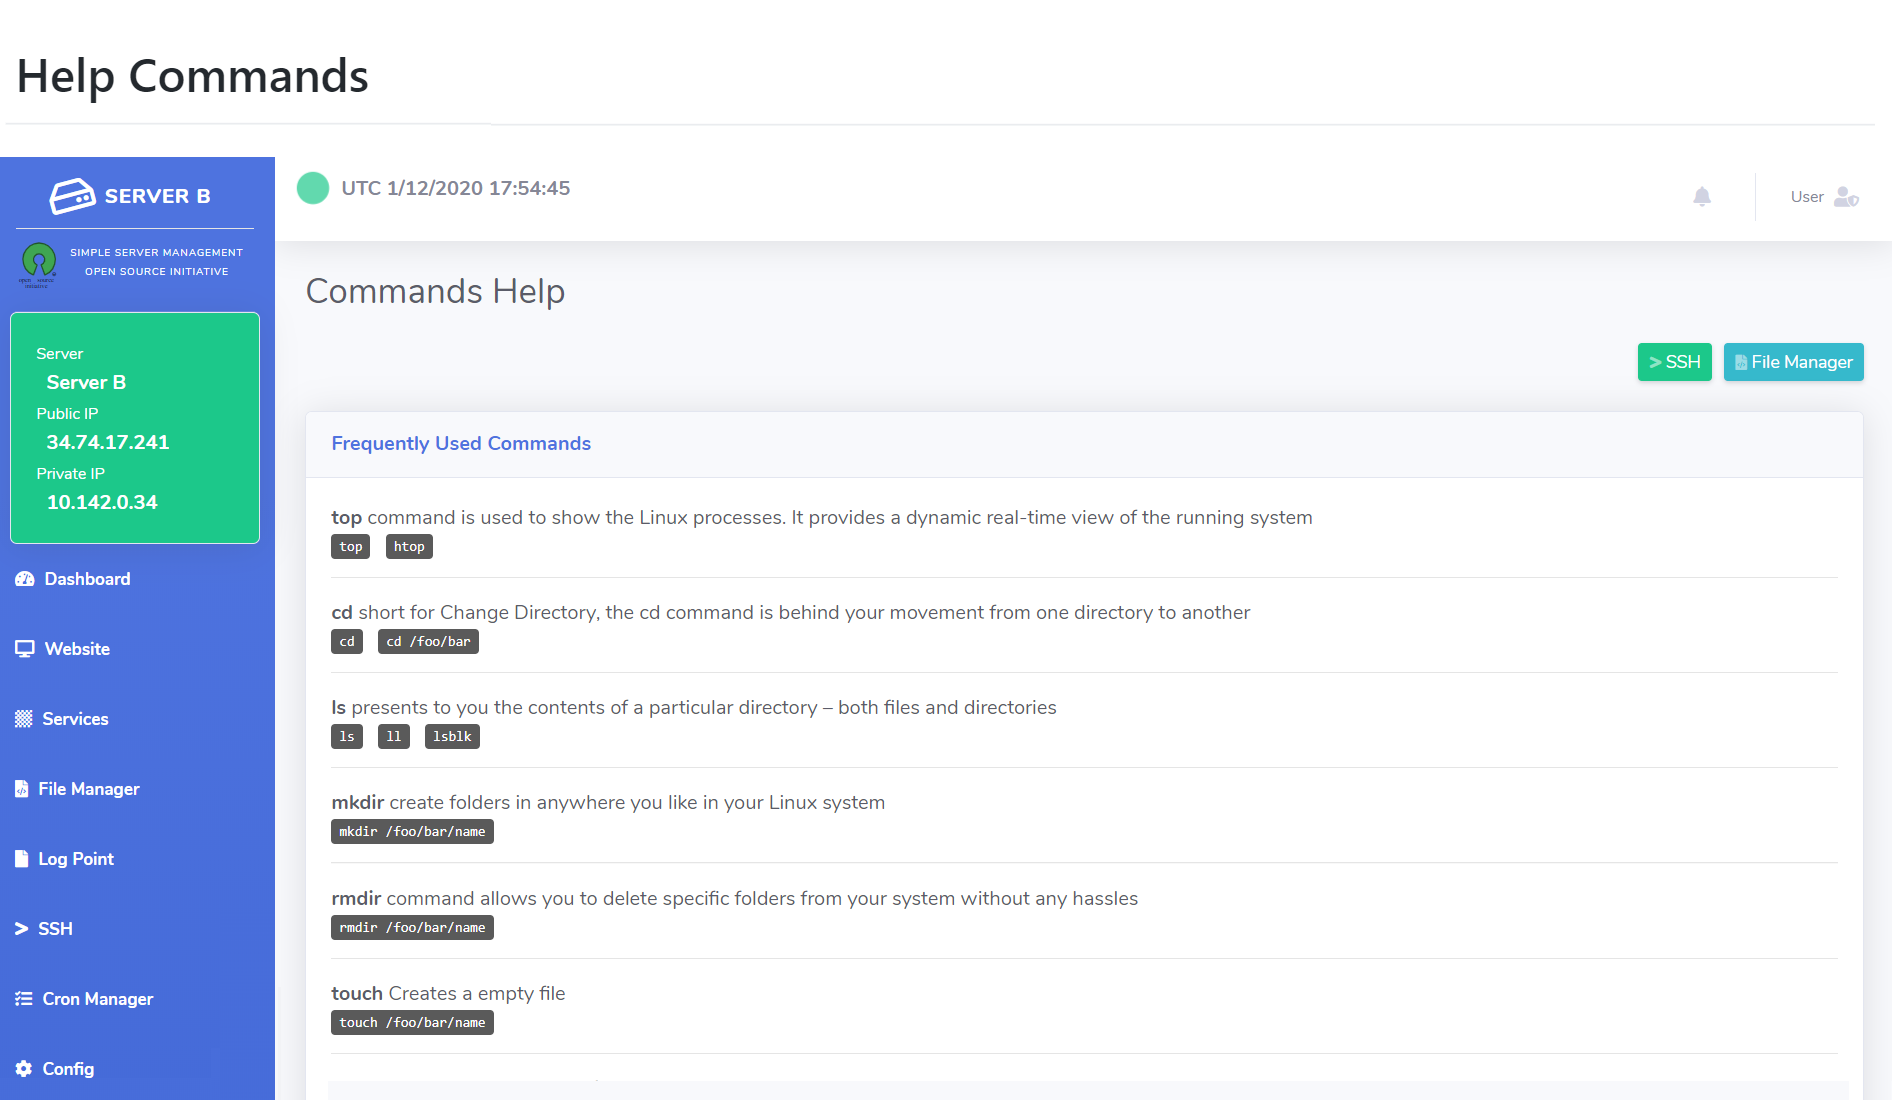 Help Commands
SERVER B
SIMPLE SERVER MANAGEMENT
OPEN SOURCE INITIATIVE
open source
initiative
Server
Server B
Public IP
34.74.17.241
Private IP
10.142.0.34
Dashboard
Website
Services
File Manager
Log Point
SSH
Cron Manager
Config
UTC 1/12/2020 17:54:45
User
Commands Help
> SSH
File Manager
Frequently Used Commands
top command is used to show the Linux processes. It provides a dynamic real-time view of the running system
top htop
cd short for Change Directory, the cd command is behind your movement from one directory to another
cd cd /foo/bar
ls presents to you the contents of a particular directory – both files and directories
ls ll lsblk
mkdir create folders in anywhere you like in your Linux system
mkdir /foo/bar/name
rmdir command allows you to delete specific folders from your system without any hassles
rmdir /foo/bar/name
touch Creates a empty file
touch /foo/bar/name